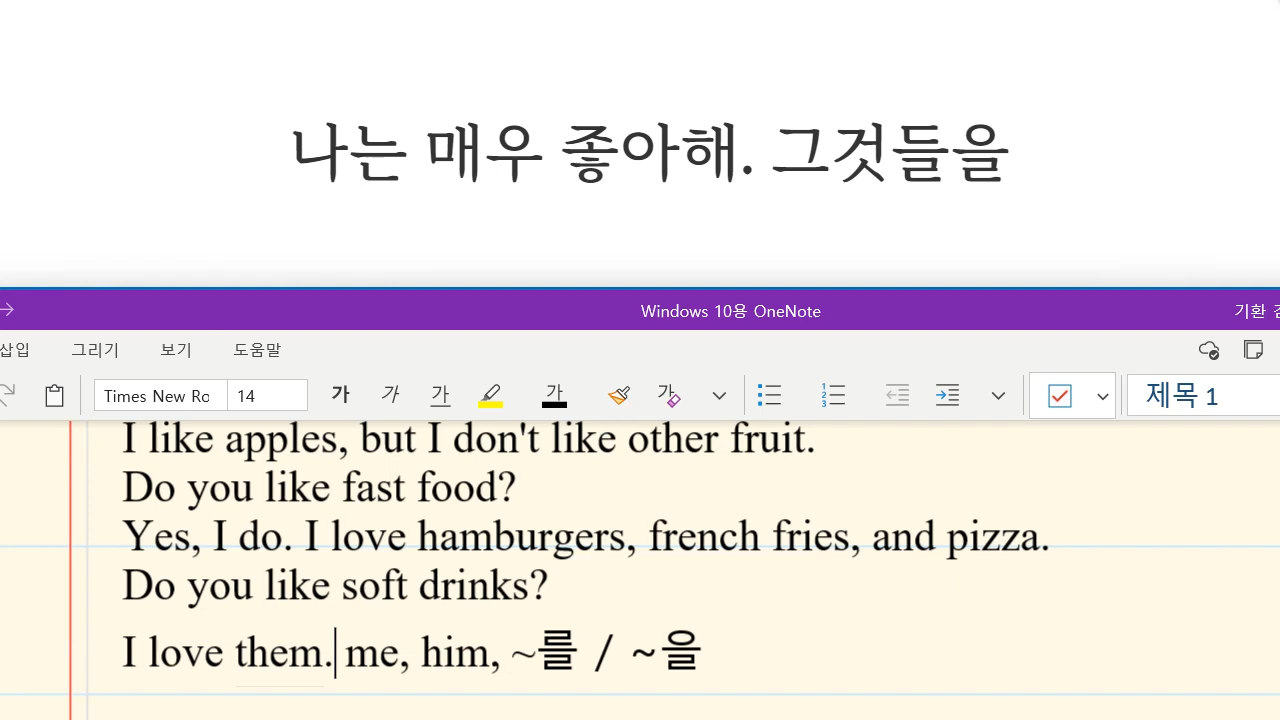 나는 매우 좋아해. 그것들을
Windows 10용 OneNote 기환
삽입 그리기 보기 도움말
Times New Ro 14 가 가 가 가 가 제목 1
I like apples, but I don't like other fruit.
Do you like fast food?
Yes, I do. I love hamburgers, french fries, and pizza.
Do you like soft drinks?
I love them. me, him, ~를 / ~을